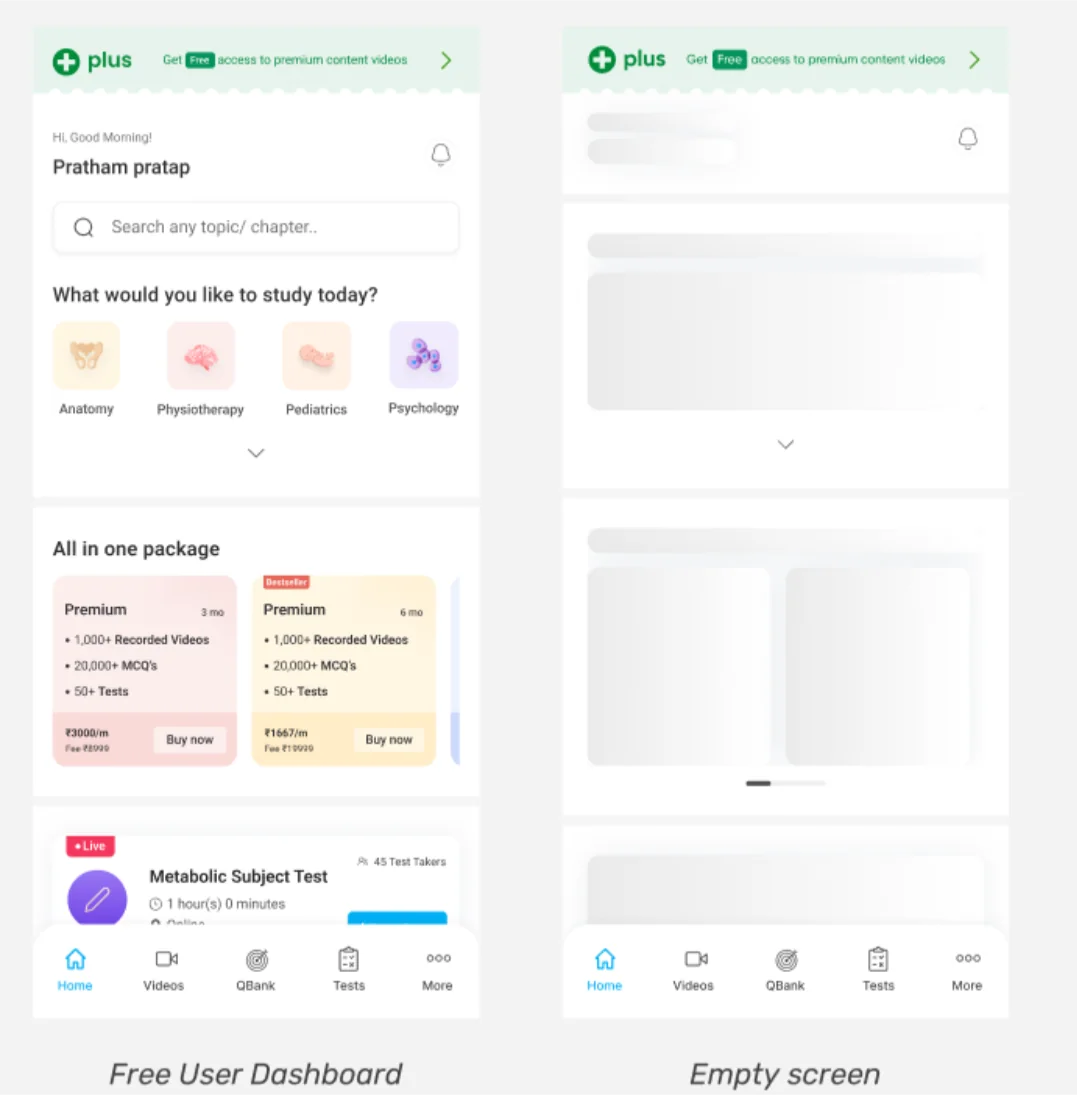 plus Get Free access to premium content videos
Hi, Good Morning!
Pratham pratap
Search any topic/ chapter..
What would you like to study today?
Anatomy Physiotherapy Pediatrics Psychology
All in one package
Premium 3 mo
• 1,000+ Recorded Videos
• 20,000+ MCQ's
• 50+ Tests
₹3000/m
Fee ₹8999
Buy now
Bestseller
Premium 6 mo
• 1,000+ Recorded Videos
• 20,000+ MCQ's
• 50+ Tests
₹1667/m
Fee ₹19999
Buy now
Live
45 Test Takers
Metabolic Subject Test
1 hour(s) 0 minutes
Online
Home Videos QBank Tests More
Free User Dashboard
plus Get Free access to premium content videos
Home Videos QBank Tests More
Empty screen